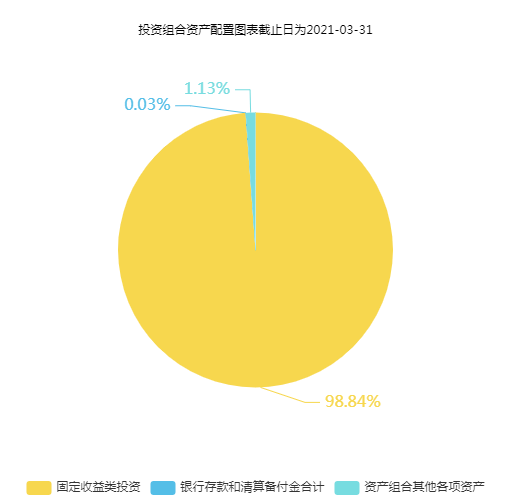 投资组合资产配置图表截止日为2021-03-31
1.13%
0.03%
98.84%
固定收益类投资 银行存款和清算备付金合计 资产组合其他各项资产